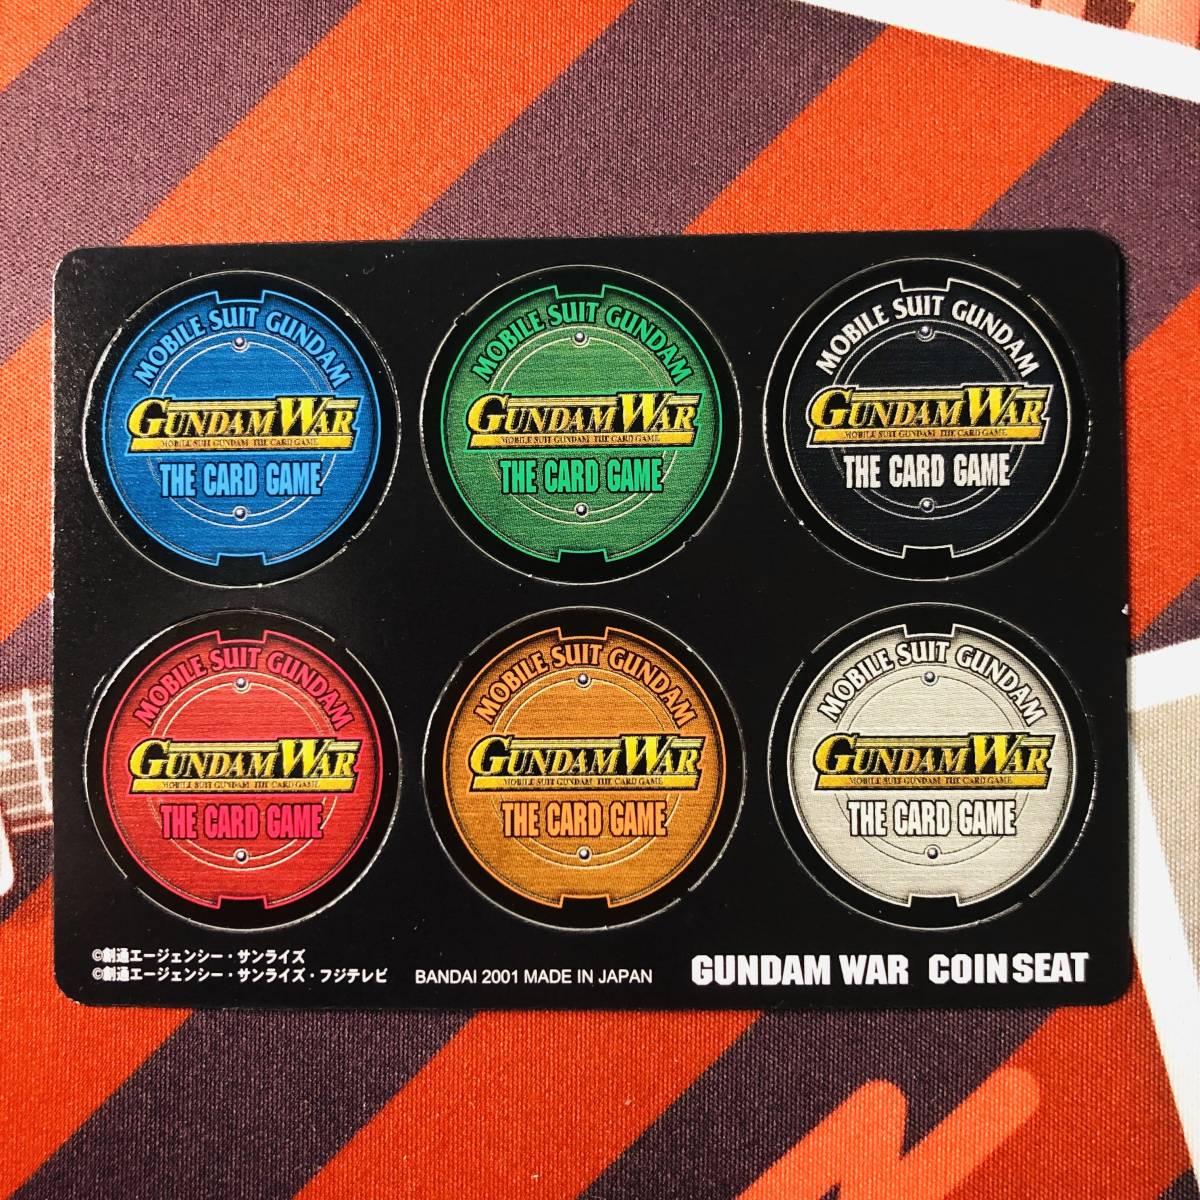 MOBILE SUIT GUNDAM
GUNDAM WAR
MOBILE SUIT GUNDAM THE CARD GAME
THE CARD GAME
MOBILE SUIT GUNDAM
GUNDAM WAR
MOBILE SUIT GUNDAM THE CARD GAME
THE CARD GAME
MOBILE SUIT GUNDAM
GUNDAM WAR
MOBILE SUIT GUNDAM THE CARD GAME
THE CARD GAME
MOBILE SUIT GUNDAM
GUNDAM WAR
MOBILE SUIT GUNDAM THE CARD GAME
THE CARD GAME
MOBILE SUIT GUNDAM
GUNDAM WAR
MOBILE SUIT GUNDAM THE CARD GAME
THE CARD GAME
MOBILE SUIT GUNDAM
GUNDAM WAR
MOBILE SUIT GUNDAM THE CARD GAME
THE CARD GAME
©創通エージェンシー・サンライズ
©創通エージェンシー・サンライズ・フジテレビ
BANDAI 2001 MADE IN JAPAN
GUNDAM WAR COIN SEAT